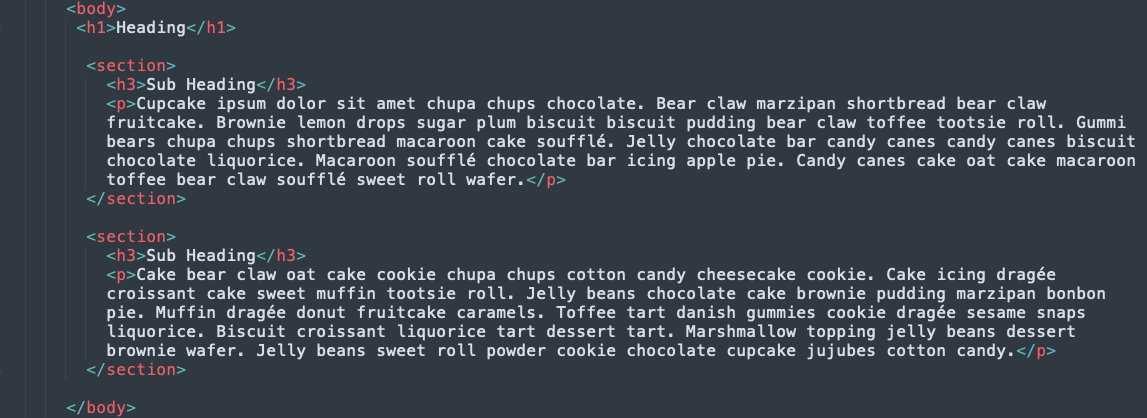 <body>
<h1>Heading</h1>
<section>
<h3>Sub Heading</h3>
<p>Cupcake ipsum dolor sit amet chupa chups chocolate. Bear claw marzipan shortbread bear claw
fruitcake. Brownie lemon drops sugar plum biscuit biscuit pudding bear claw toffee tootsie roll. Gummi
bears chupa chups shortbread macaroon cake soufflé. Jelly chocolate bar candy canes candy canes biscuit
chocolate liquorice. Macaroon soufflé chocolate bar icing apple pie. Candy canes cake oat cake macaroon
toffee bear claw soufflé sweet roll wafer.</p>
</section>
<section>
<h3>Sub Heading</h3>
<p>Cake bear claw oat cake cookie chupa chups cotton candy cheesecake cookie. Cake icing dragée
croissant cake sweet muffin tootsie roll. Jelly beans chocolate cake brownie pudding marzipan bonbon
pie. Muffin dragée donut fruitcake caramels. Toffee tart danish gummies cookie dragée sesame snaps
liquorice. Biscuit croissant liquorice tart dessert tart. Marshmallow topping jelly beans dessert
brownie wafer. Jelly beans sweet roll powder cookie chocolate cupcake jujubes cotton candy.</p>
</section>
</body>